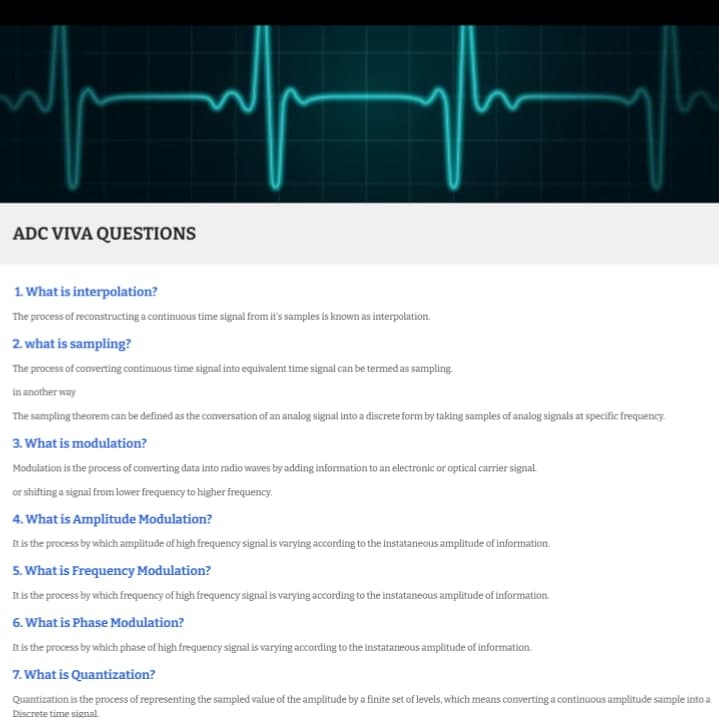 ADC VIVA QUESTIONS
1. What is interpolation?
The process of reconstructing a continuous time signal from it's samples is known as interpolation.
2. what is sampling?
The process of converting continuous time signal into equivalent time signal can be termed as sampling.
in another way
The sampling theorem can be defined as the conversation of an analog signal into a discrete form by taking samples of analog signals at specific frequency.
3. What is modulation?
Modulation is the process of converting data into radio waves by adding information to an electronic or optical carrier signal.
or shifting a signal from lower frequency to higher frequency.
4. What is Amplitude Modulation?
It is the process by which amplitude of high frequency signal is varying according to the instataneous amplitude of information.
5. What is Frequency Modulation?
It is the process by which frequency of high frequency signal is varying according to the instataneous amplitude of information.
6. What is Phase Modulation?
It is the process by which phase of high frequency signal is varying according to the instataneous amplitude of information.
7. What is Quantization?
Quantization is the process of representing the sampled value of the amplitude by a finite set of levels, which means converting a continuous amplitude sample into a
Discrete time signal.